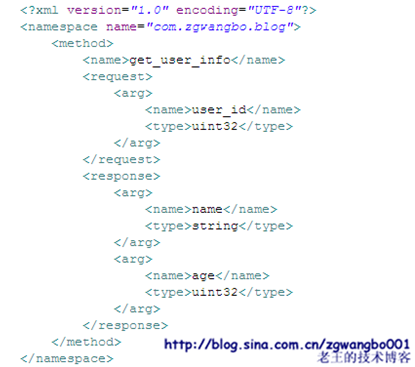 <?xml version="1.0" encoding="UTF-8"?>
<namespace name="com.zgwangbo.blog">
    <method>
        <name>get_user_info</name>
        <request>
            <arg>
                <name>user_id</name>
                <type>uint32</type>
            </arg>
        </request>
        <response>
            <arg>
                <name>name</name>
                <type>string</type>
            </arg>
            <arg>
                <name>age</name>
                <type>uint32</type>
            </arg>
        </response>
    </method>
</namespace>
http://blog.sina.com.cn/zgwangbo001
老王的技术博客